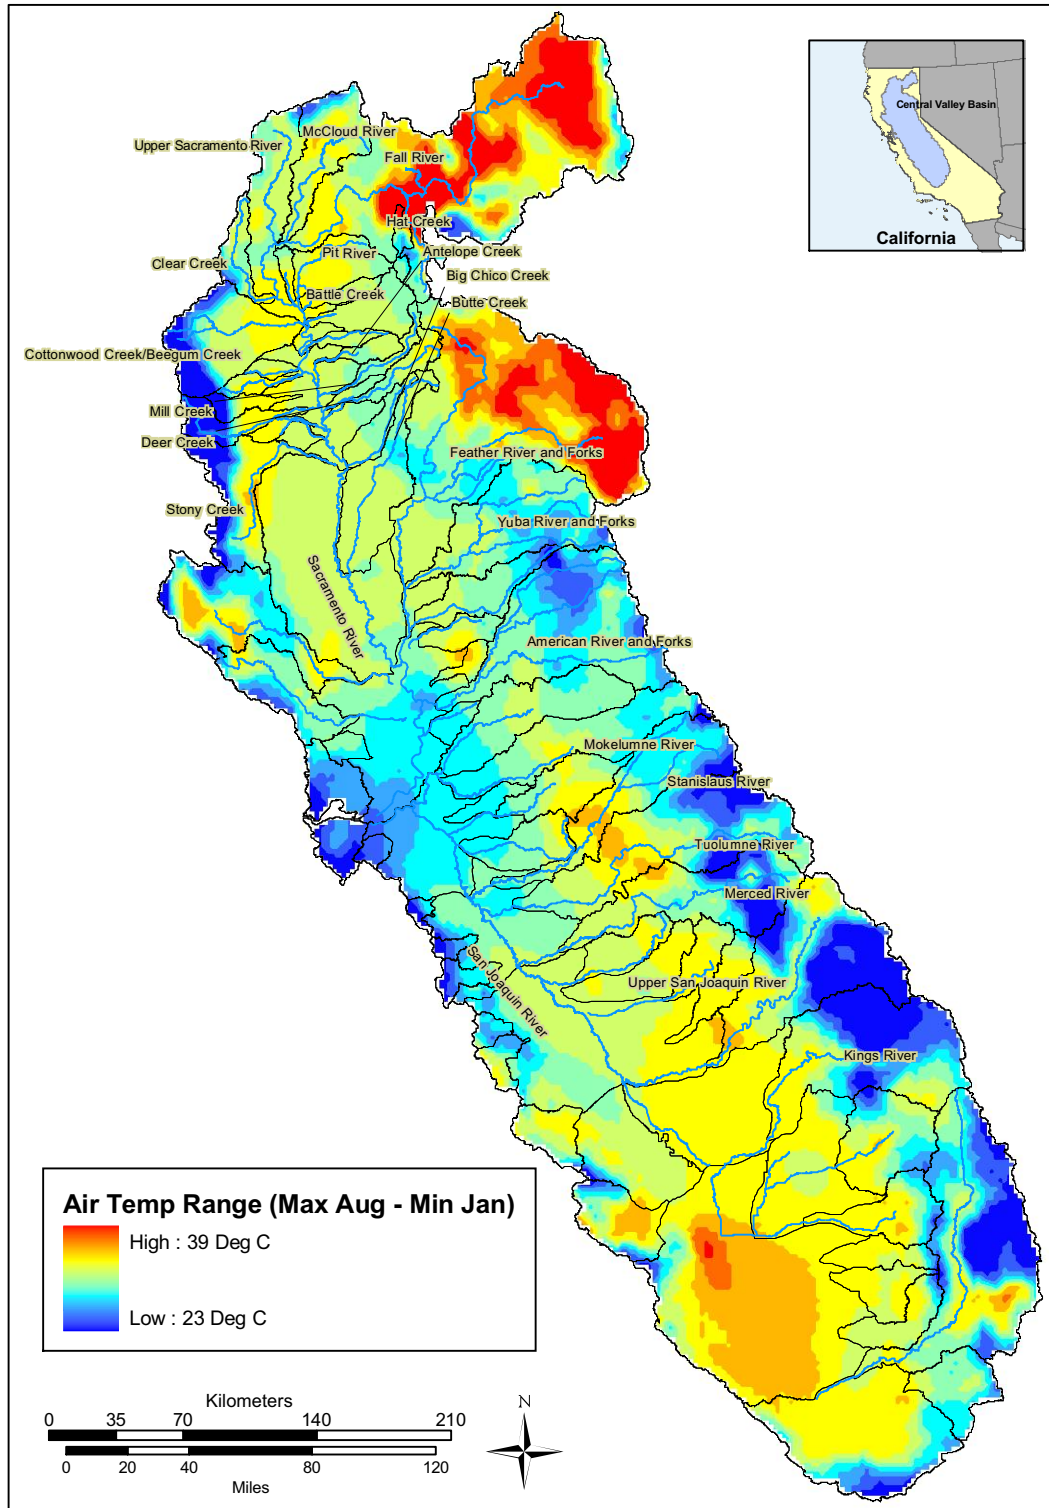 Central Valley Basin
California
McCloud River
Upper Sacramento River
Fall River
Hat Creek
Pit River
Antelope Creek
Clear Creek
Big Chico Creek
Battle Creek
Butte Creek
Cottonwood Creek/Beegum Creek
Mill Creek
Deer Creek
Feather River and Forks
Stony Creek
Yuba River and Forks
Sacramento River
American River and Forks
Mokelumne River
Stanislaus River
Tuolumne River
Merced River
San Joaquin River
Upper San Joaquin River
Kings River
Air Temp Range (Max Aug - Min Jan)
High : 39 Deg C
Low : 23 Deg C
Kilometers
0 35 70 140 210
0 20 40 80 120
Miles
N